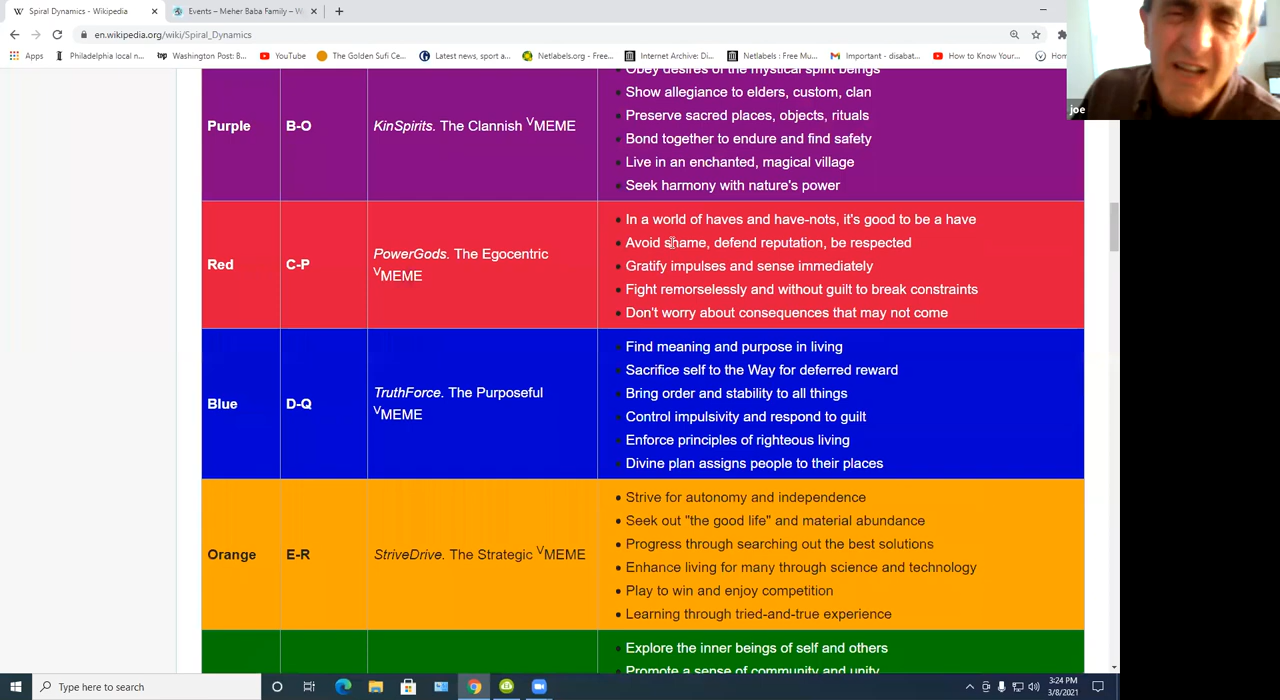 Spiral Dynamics - Wikipedia
Events – Meher Baba Family – W
en.wikipedia.org/wiki/Spiral_Dynamics
Apps
Philadelphia local n...
Washington Post: B...
YouTube
The Golden Sufi Ce...
Latest news, sport a...
Netlabels.org - Free...
Internet Archive: Di...
Netlabels : Free Mu...
Important - disabat...
How to Know Your...
Hom
joe
Obey desires of the mystical spirit beings
• Show allegiance to elders, custom, clan
• Preserve sacred places, objects, rituals
Purple B-O KinSpirits. The Clannish VMEME
• Bond together to endure and find safety
• Live in an enchanted, magical village
• Seek harmony with nature's power
• In a world of haves and have-nots, it's good to be a have
• Avoid shame, defend reputation, be respected
Red C-P PowerGods. The Egocentric
VMEME
• Gratify impulses and sense immediately
• Fight remorselessly and without guilt to break constraints
• Don't worry about consequences that may not come
• Find meaning and purpose in living
• Sacrifice self to the Way for deferred reward
Blue D-Q TruthForce. The Purposeful
VMEME
• Bring order and stability to all things
• Control impulsivity and respond to guilt
• Enforce principles of righteous living
• Divine plan assigns people to their places
• Strive for autonomy and independence
• Seek out "the good life" and material abundance
• Progress through searching out the best solutions
Orange E-R StriveDrive. The Strategic VMEME
• Enhance living for many through science and technology
• Play to win and enjoy competition
• Learning through tried-and-true experience
• Explore the inner beings of self and others
• Promote a sense of community and unity
Type here to search
3:24 PM
3/8/2021